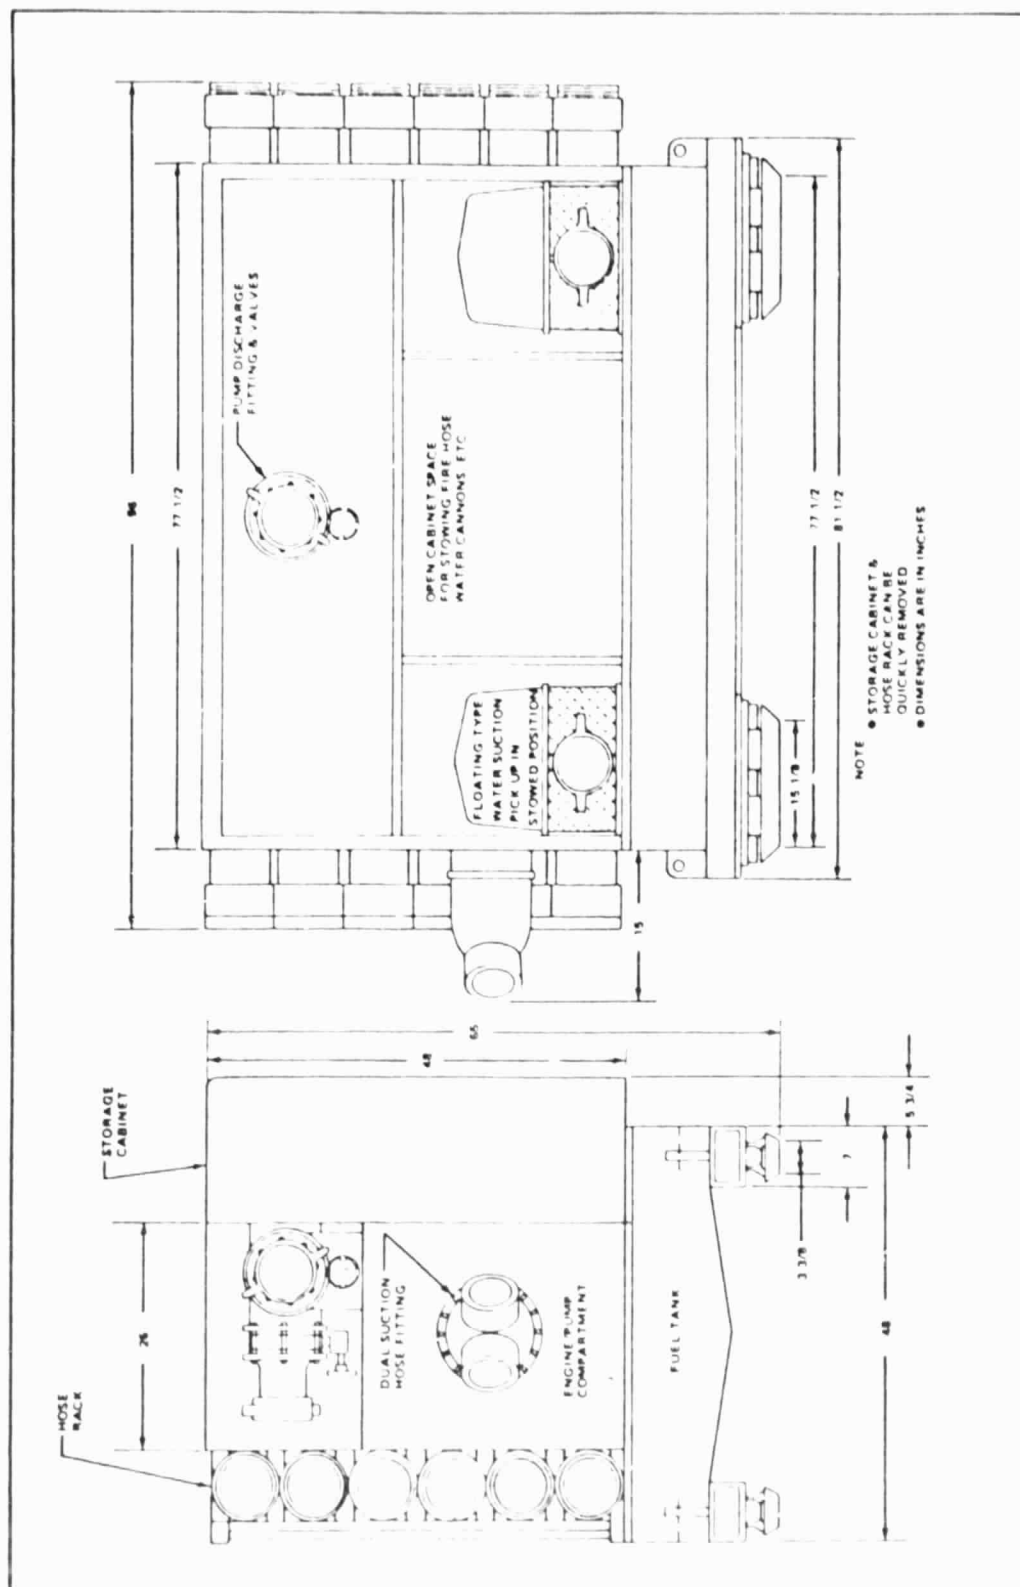 HOSE
RACK
STORAGE
CABINET
26
48
65
DUAL SUCTION
HOSE FITTING
ENGINE/PUMP
COMPARTMENT
FUEL TANK
3 3/8
7
5 3/4
48
96
77 1/2
PUMP DISCHARGE
FITTING & VALVES
OPEN CABINET SPACE
FOR STOWING FIRE HOSE
WATER CANNONS ETC
FLOATING TYPE
WATER SUCTION
PICK UP IN
STOWED POSITION
15
15 1/8
77 1/2
81 1/2
NOTE
● STORAGE CABINET &
HOSE RACK CAN BE
QUICKLY REMOVED
● DIMENSIONS ARE IN INCHES